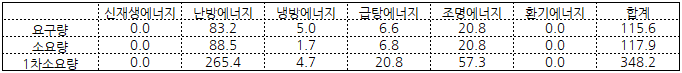 신재생에너지 난방에너지 냉방에너지 급탕에너지 조명에너지 환기에너지 합계
요구량 0.0 83.2 5.0 6.6 20.8 0.0 115.6
소요량 0.0 88.5 1.7 6.8 20.8 0.0 117.9
1차소요량 0.0 265.4 4.7 20.8 57.3 0.0 348.2